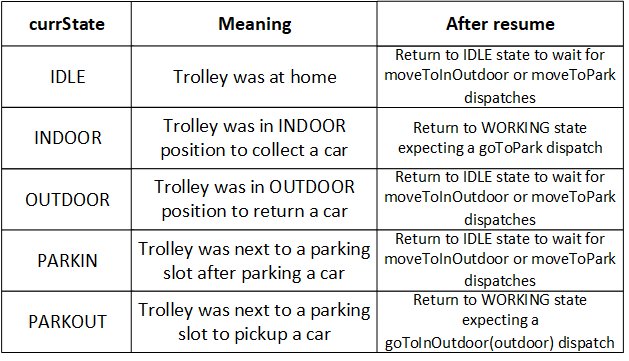 currState
Meaning
After resume
IDLE
Trolley was at home
Return to IDLE state to wait for
moveToInOutdoor or moveToPark
dispatches
INDOOR
Trolley was in INDOOR
position to collect a car
Return to WORKING state
expecting a goToPark dispatch
OUTDOOR
Trolley was in OUTDOOR
position to return a car
Return to IDLE state to wait for
moveToInOutdoor or moveToPark
dispatches
PARKIN
Trolley was next to a parking
slot after parking a car
Return to IDLE state to wait for
moveToInOutdoor or moveToPark
dispatches
PARKOUT
Trolley was next to a parking
slot to pickup a car
Return to WORKING state
expecting a
goToInOutdoor(outdoor) dispatch